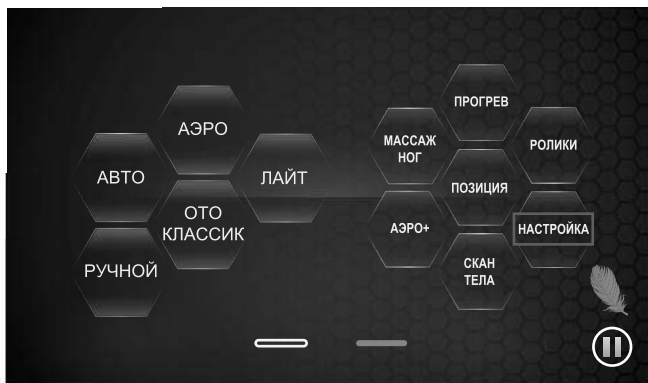 АЭРО
АВТО
ЛАЙТ
ОТО
КЛАССИК
РУЧНОЙ
ПРОГРЕВ
МАССАЖ
НОГ
РОЛИКИ
ПОЗИЦИЯ
АЭРО+
НАСТРОЙКА
СКАН
ТЕЛА